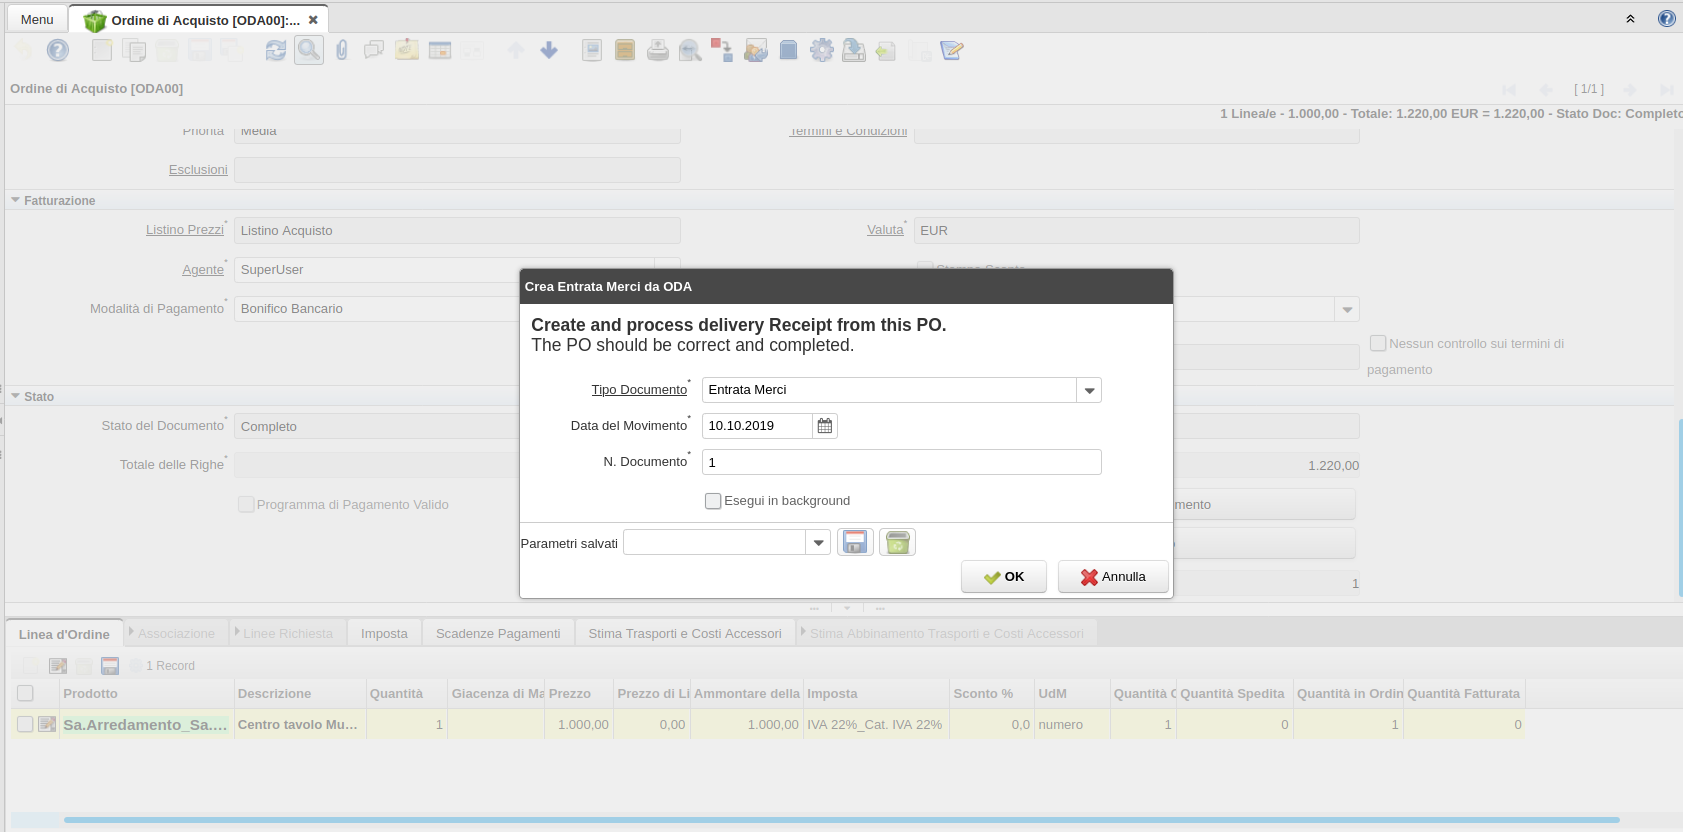 Menu
Ordine di Acquisto [ODA00]:...
Ordine di Acquisto [ODA00]
[ 1/1 ]
1 Linea/e - 1.000,00 - Totale: 1.220,00 EUR = 1.220,00 - Stato Doc: Completo
Priorità Media Termini e Condizioni
Esclusioni
Fatturazione
Listino Prezzi* Listino Acquisto Valuta* EUR
Agente* SuperUser
Modalità di Pagamento* Bonifico Bancario
Nessun controllo sui termini di
pagamento
Stato
Stato del Documento* Completo
Totale delle Righe* 1.220,00
Programma di Pagamento Valido
mento
1
Crea Entrata Merci da ODA
Create and process delivery Receipt from this PO.
The PO should be correct and completed.
Tipo Documento* Entrata Merci
Data del Movimento* 10.10.2019
N. Documento* 1
Esegui in background
Parametri salvati
OK Annulla
Linea d'Ordine Associazione Linee Richiesta Imposta Scadenze Pagamenti Stima Trasporti e Costi Accessori Stima Abbinamento Trasporti e Costi Accessori
1 Record
Prodotto Descrizione Quantità Giacenza di Ma Prezzo Prezzo di Li Ammontare della Imposta Sconto % UdM Quantità Quantità Spedita Quantità in Ordin Quantità Fatturata
Sa.Arredamento_Sa.... Centro tavolo Mu... 1 1.000,00 0,00 1.000,00 IVA 22%_Cat. IVA 22% 0,0 numero 1 0 1 0